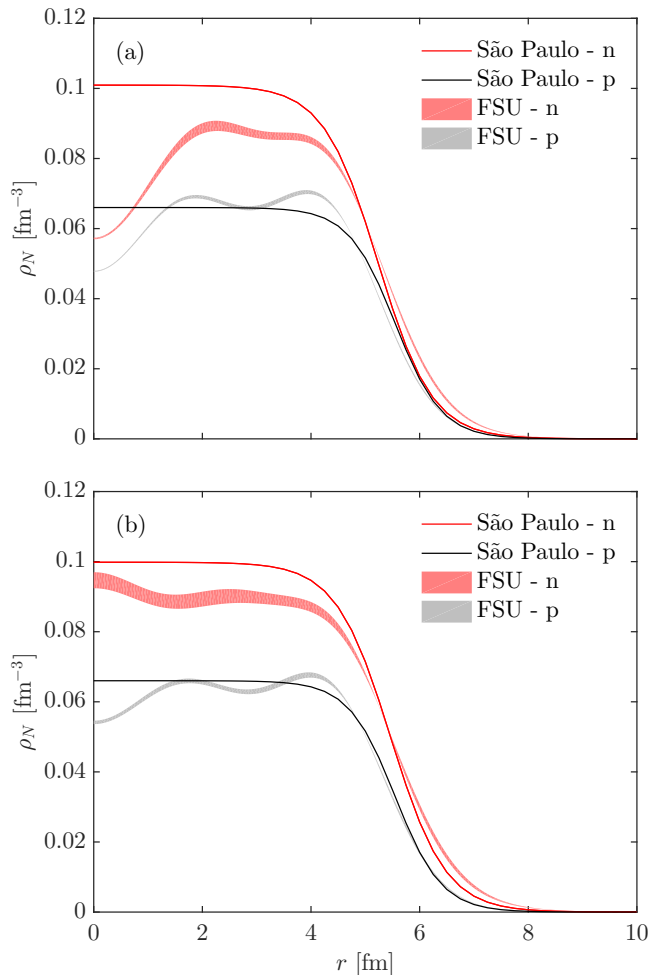 0.12
(a)
São Paulo - n
São Paulo - p
FSU - n
FSU - p
0.1
0.08
0.06
0.04
0.02
0
ρ_N [fm⁻³]
0.12
(b)
São Paulo - n
São Paulo - p
FSU - n
FSU - p
0.1
0.08
0.06
0.04
0.02
0
ρ_N [fm⁻³]
0 2 4 6 8 10
r [fm]